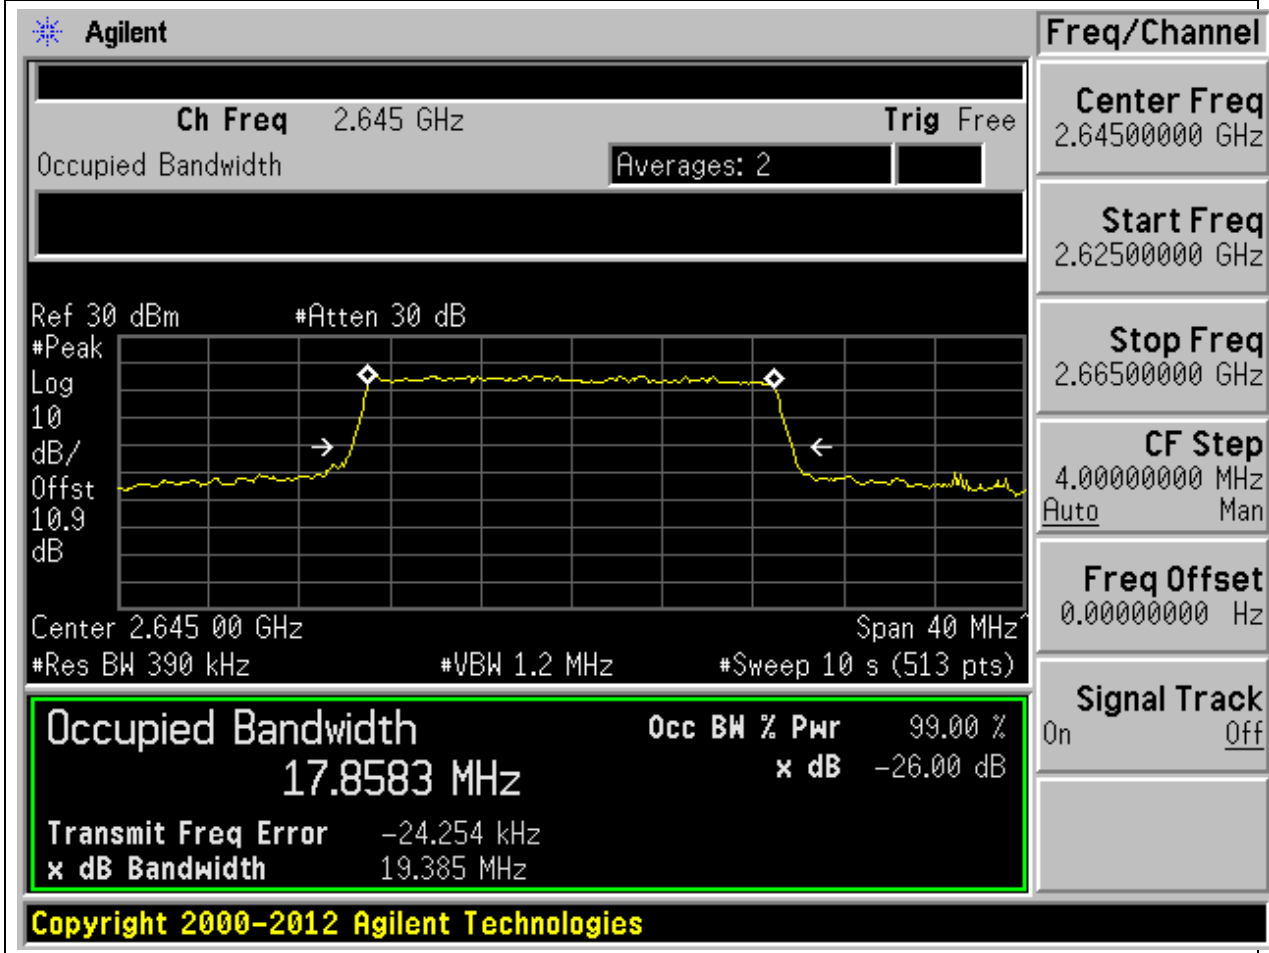 Agilent
Freq/Channel
Ch Freq 2.645 GHz Trig Free
Occupied Bandwidth Averages: 2
Center Freq
2.64500000 GHz
Start Freq
2.62500000 GHz
Stop Freq
2.66500000 GHz
CF Step
4.00000000 MHz
Auto Man
Freq Offset
0.00000000 Hz
Signal Track
On Off
Ref 30 dBm #Atten 30 dB
#Peak
Log
10
dB/
Offst
10.9
dB
Center 2.645 00 GHz Span 40 MHz^
#Res BW 390 kHz #VBW 1.2 MHz #Sweep 10 s (513 pts)
Occupied Bandwidth Occ BW % Pwr 99.00 %
17.8583 MHz x dB -26.00 dB
Transmit Freq Error -24.254 kHz
x dB Bandwidth 19.385 MHz
Copyright 2000-2012 Agilent Technologies